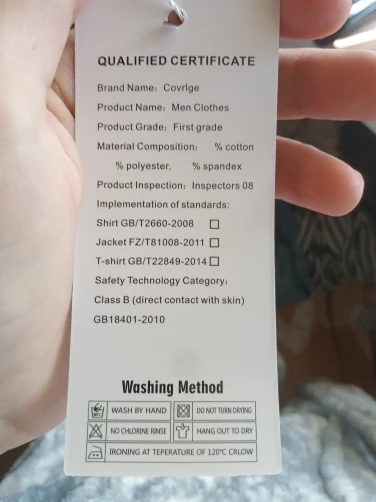 QUALIFIED CERTIFICATE
Brand Name: Covrlge
Product Name: Men Clothes
Product Grade: First grade
Material Composition: % cotton
% polyester, % spandex
Product Inspection: Inspectors 08
Implementation of standards:
Shirt GB/T2660-2008 □
Jacket FZ/T81008-2011 □
T-shirt GB/T22849-2014 □
Safety Technology Category:
Class B (direct contact with skin)
GB18401-2010
Washing Method
WASH BY HAND DO NOT TURN DRYING
NO CHLORINE RINSE HANG OUT TO DRY
IRONING AT TEPERATURE OF 120℃ CRLOW